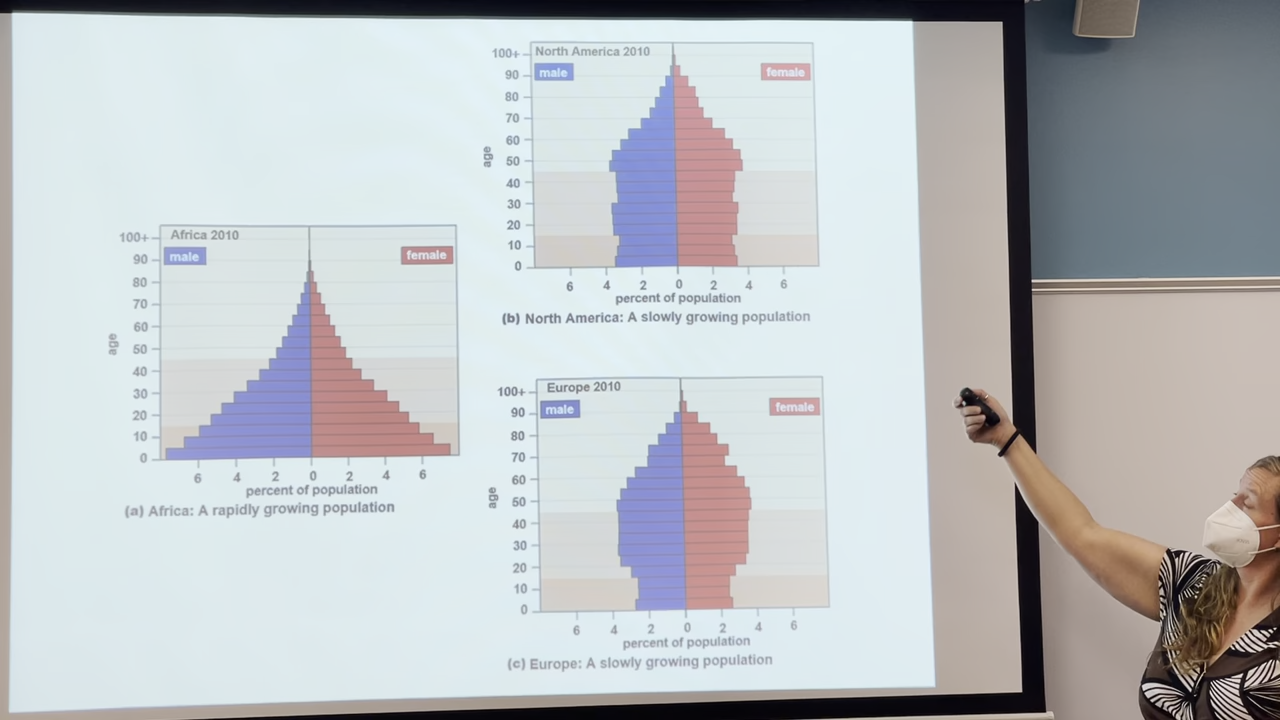 Africa 2010
male
female
100+
90
80
70
60
50
40
30
20
10
0
age
6 4 2 0 2 4 6
percent of population
(a) Africa: A rapidly growing population
North America 2010
male
female
100+
90
80
70
60
50
40
30
20
10
0
age
6 4 2 0 2 4 6
percent of population
(b) North America: A slowly growing population
Europe 2010
male
female
100+
90
80
70
60
50
40
30
20
10
0
age
6 4 2 0 2 4 6
percent of population
(c) Europe: A slowly growing population